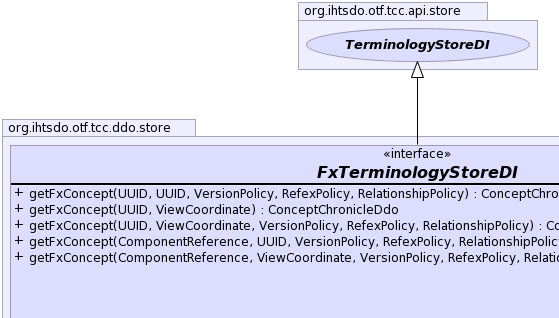 org.ihtsdo.otf.tcc.api.store
TerminologyStoreDI
org.ihtsdo.otf.tcc.ddo.store
«interface»
FxTerminologyStoreDI
+ getFxConcept(UUID, UUID, VersionPolicy, RefexPolicy, RelationshipPolicy) : ConceptChro
+ getFxConcept(UUID, ViewCoordinate) : ConceptChronicleDdo
+ getFxConcept(UUID, ViewCoordinate, VersionPolicy, RefexPolicy, RelationshipPolicy) : Co
+ getFxConcept(ComponentReference, UUID, VersionPolicy, RefexPolicy, RelationshipPolic
+ getFxConcept(ComponentReference, ViewCoordinate, VersionPolicy, RefexPolicy, Relatio